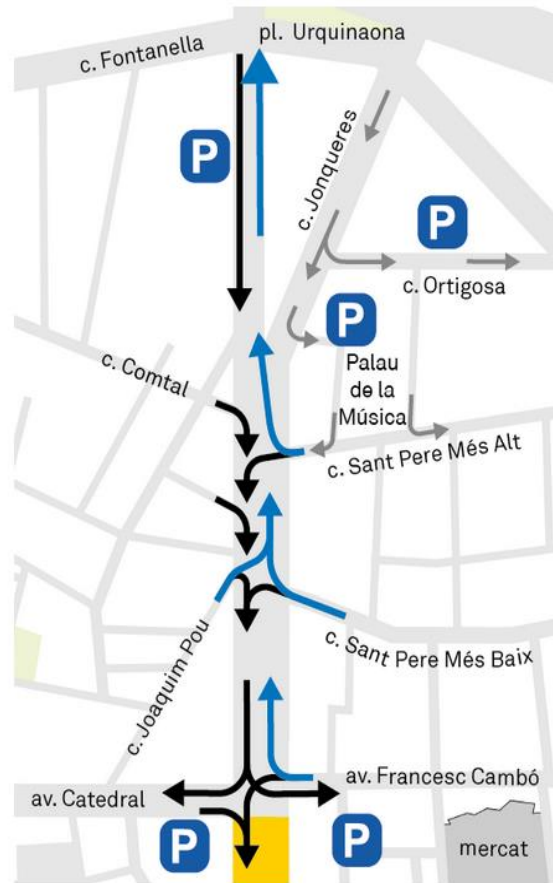 pl. Urquinaona
c. Fontanella
P
c. Jonqueres
P
c. Ortigosa
P
c. Comtal
Palau
de la
Música
c. Sant Pere Més Alt
c. Joaquim Pou
c. Sant Pere Més Baix
av. Catedral
av. Francesc Cambó
P
P
mercat